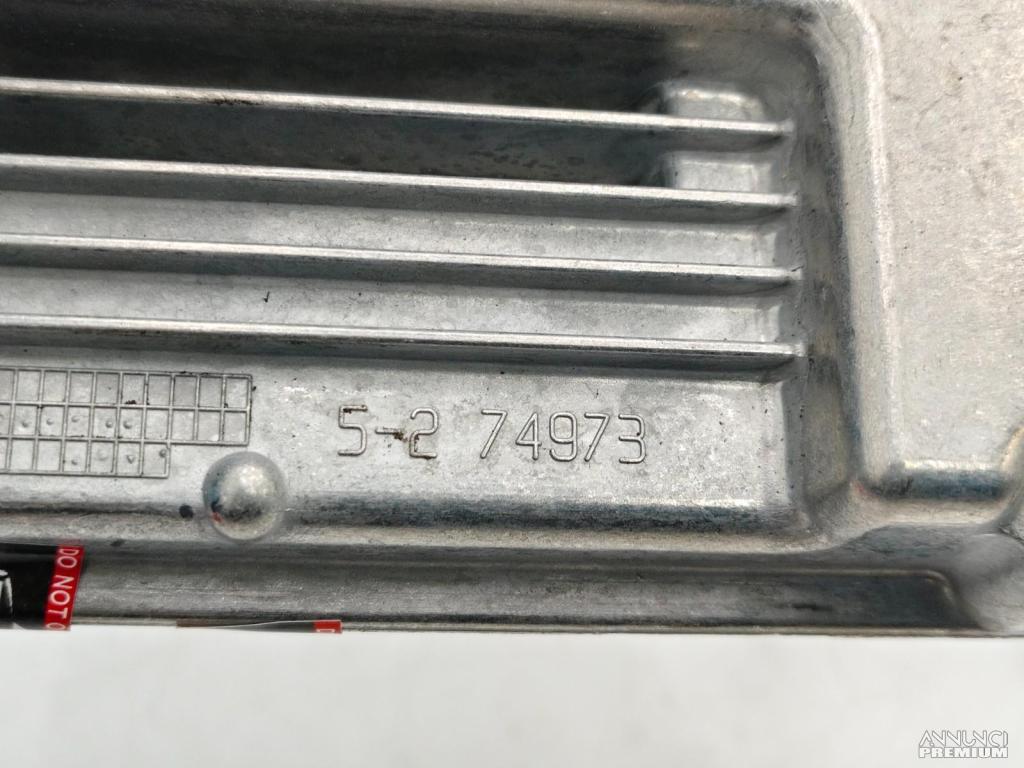 5-2 74973
DO NOT
ANNUNCI
PREMIUM